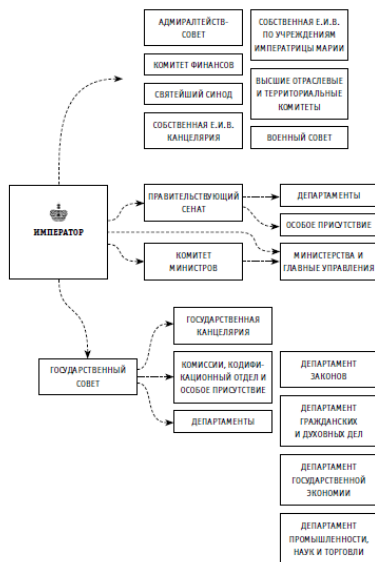 АДМИРАЛТЕЙСТВ-
СОВЕТ
КОМИТЕТ ФИНАНСОВ
СВЯТЕЙШИЙ СИНОД
СОБСТВЕННАЯ Е.И.В.
КАНЦЕЛЯРИЯ
СОБСТВЕННАЯ Е.И.В.
ПО УЧРЕЖДЕНИЯМ
ИМПЕРАТРИЦЫ МАРИИ
ВЫСШИЕ ОТРАСЛЕВЫЕ
И ТЕРРИТОРИАЛЬНЫЕ
КОМИТЕТЫ
ВОЕННЫЙ СОВЕТ
ИМПЕРАТОР
ПРАВИТЕЛЬСТВУЮЩИЙ
СЕНАТ
КОМИТЕТ
МИНИСТРОВ
ДЕПАРТАМЕНТЫ
ОСОБОЕ ПРИСУТСТВИЕ
МИНИСТЕРСТВА И
ГЛАВНЫЕ УПРАВЛЕНИЯ
ГОСУДАРСТВЕННЫЙ
СОВЕТ
ГОСУДАРСТВЕННАЯ
КАНЦЕЛЯРИЯ
КОМИССИИ, КОДИФИ-
КАЦИОННЫЙ ОТДЕЛ И
ОСОБОЕ ПРИСУТСТВИЕ
ДЕПАРТАМЕНТЫ
ДЕПАРТАМЕНТ
ЗАКОНОВ
ДЕПАРТАМЕНТ
ГРАЖДАНСКИХ
И ДУХОВНЫХ ДЕЛ
ДЕПАРТАМЕНТ
ГОСУДАРСТВЕННОЙ
ЭКОНОМИИ
ДЕПАРТАМЕНТ
ПРОМЫШЛЕННОСТИ,
НАУК И ТОРГОВЛИ